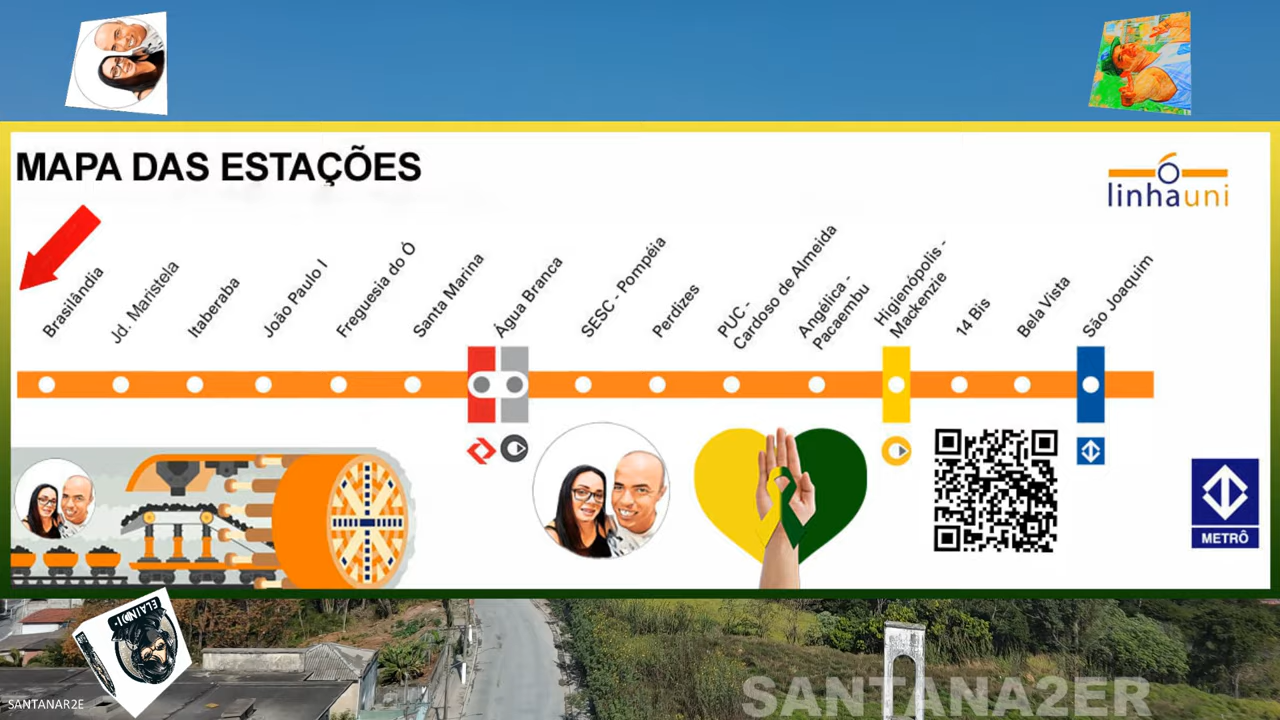 MAPA DAS ESTAÇÕES
linhauni
Brasilândia
Jd. Maristela
Itaberaba
João Paulo I
Freguesia do Ó
Santa Marina
Água Branca
SESC - Pompéia
Perdizes
PUC -
Cardoso de Almeida
Angélica -
Pacaembu
Higienópolis -
Mackenzie
14 Bis
Bela Vista
São Joaquim
METRÔ
SANTANAR2E
SANTANA2ER